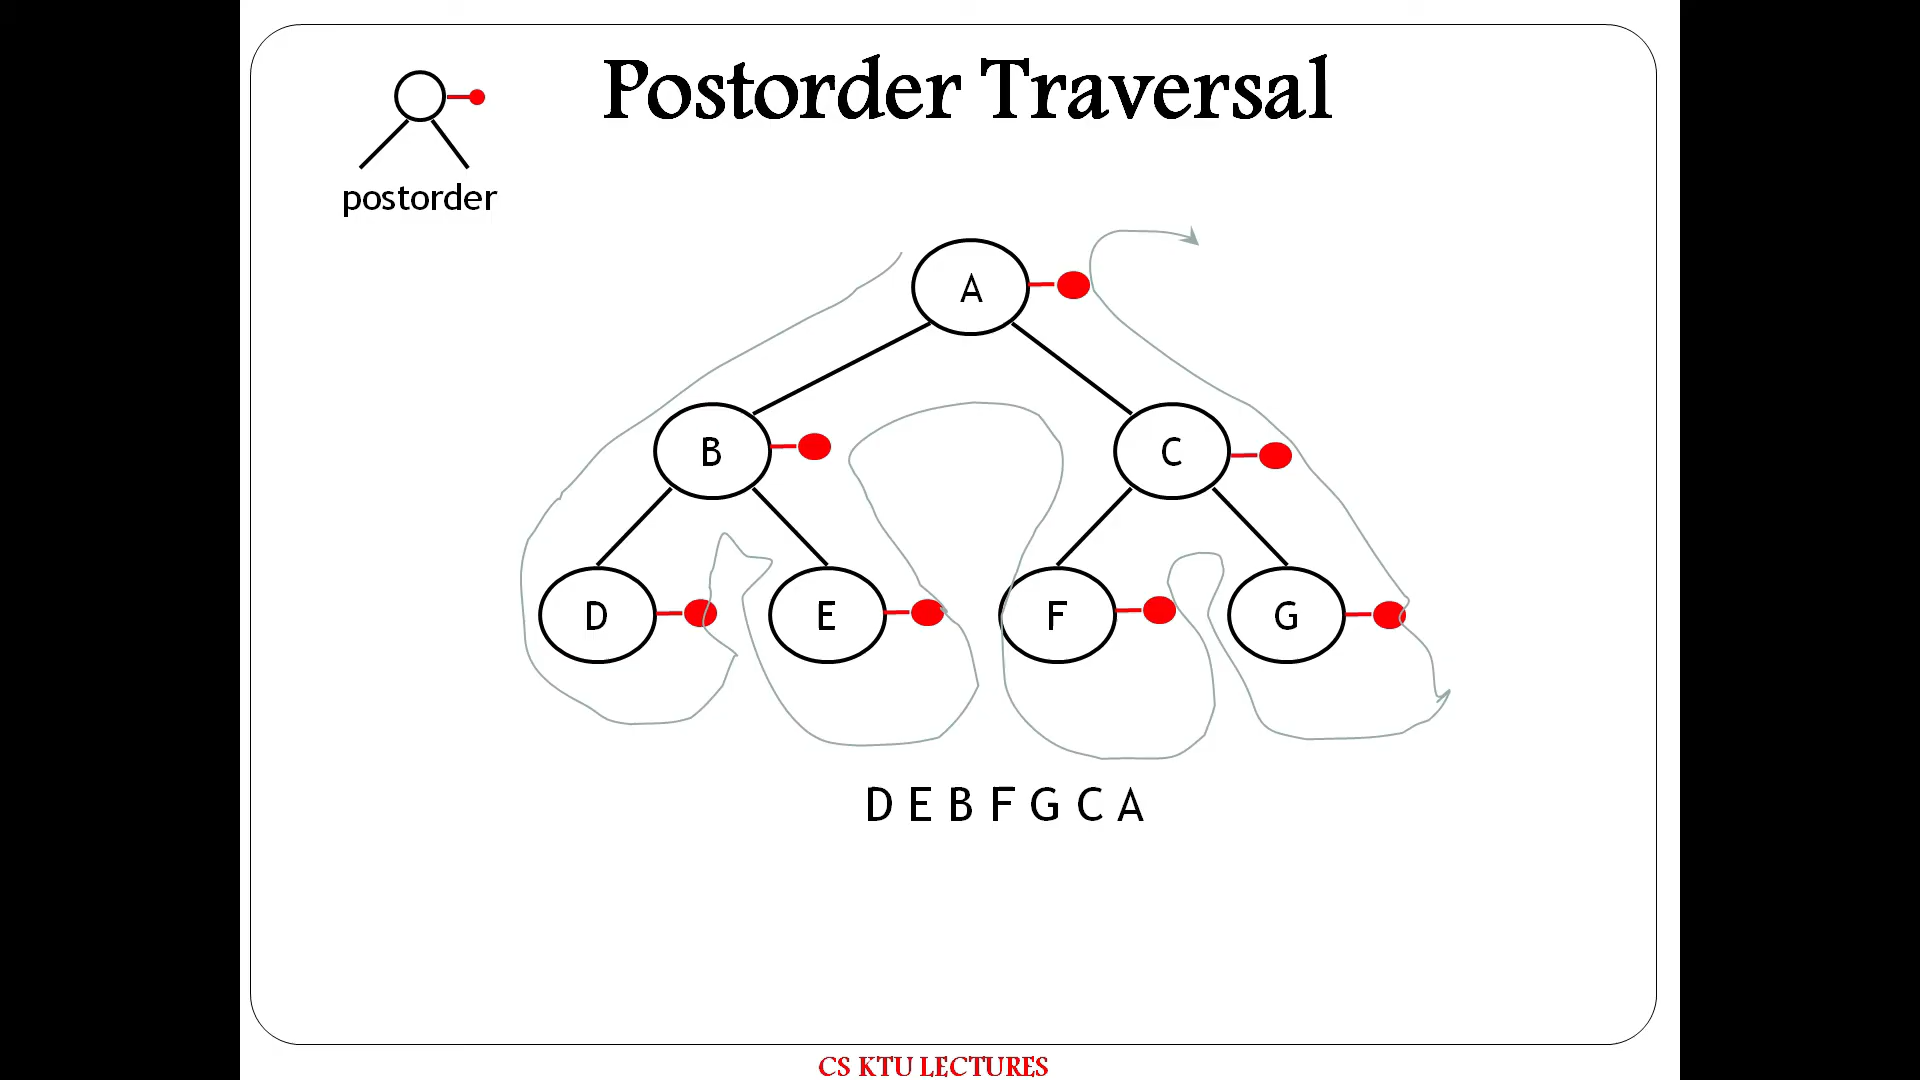 Postorder Traversal
postorder
A
B
C
D
E
F
G
D E B F G C A
CS KTU LECTURES